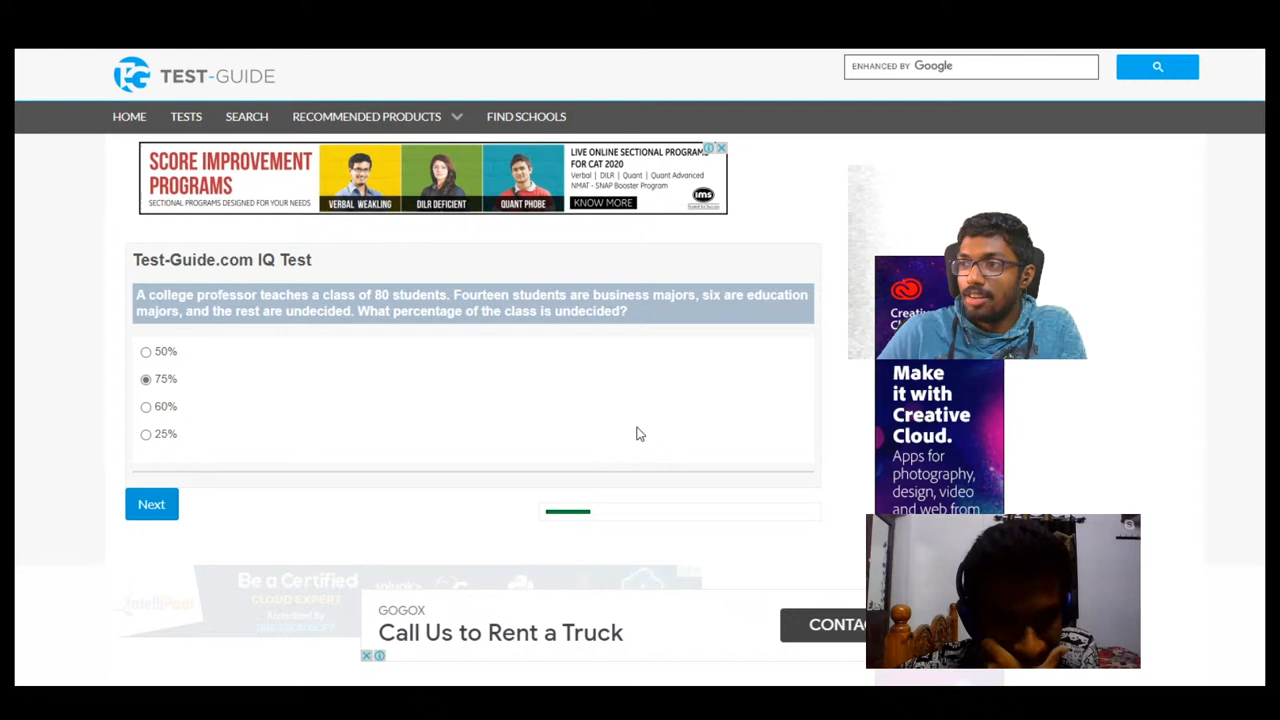 TEST-GUIDE
ENHANCED BY Google
HOME
TESTS
SEARCH
RECOMMENDED PRODUCTS
FIND SCHOOLS
SCORE IMPROVEMENT
PROGRAMS
SECTIONAL PROGRAMS DESIGNED FOR YOUR NEEDS
VERBAL WEAKLING
DILR DEFICIENT
QUANT PHOBE
LIVE ONLINE SECTIONAL PROGRAMS
FOR CAT 2020
Verbal | DILR | Quant | Quant Advanced
NMAT - SNAP Booster Program
KNOW MORE
ims
Test-Guide.com IQ Test
A college professor teaches a class of 80 students. Fourteen students are business majors, six are education
majors, and the rest are undecided. What percentage of the class is undecided?
50%
75%
60%
25%
Next
Make
it with
Creative
Cloud.
Apps for
photography,
design, video
and web from
Be a Certified
CLOUD EXPERT
GOGOX
Call Us to Rent a Truck